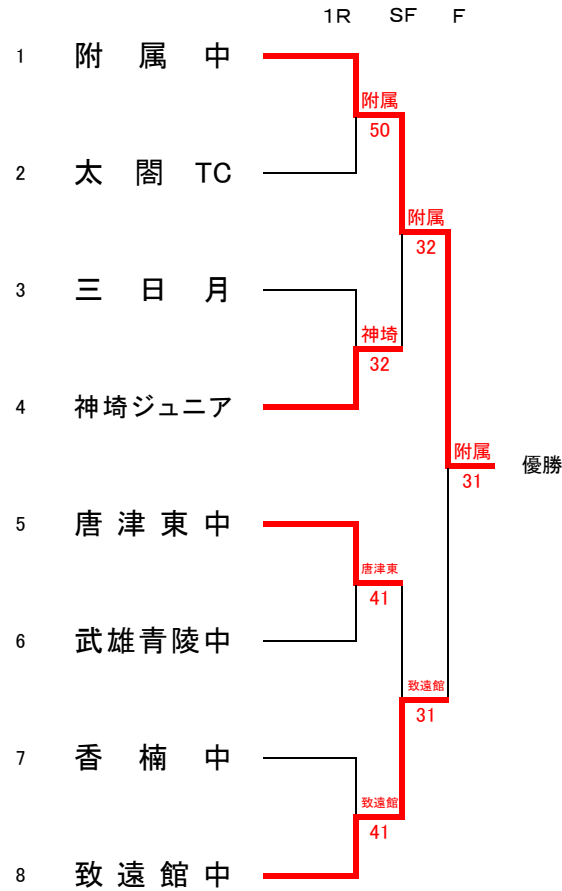 1R SF F
1 附属中
附属
50
2 太閤 TC
附属
32
3 三日月
神埼
32
4 神埼ジュニア
附属
31
優勝
5 唐津東中
唐津東
41
6 武雄青陵中
致遠館
31
7 香楠中
致遠館
41
8 致遠館中